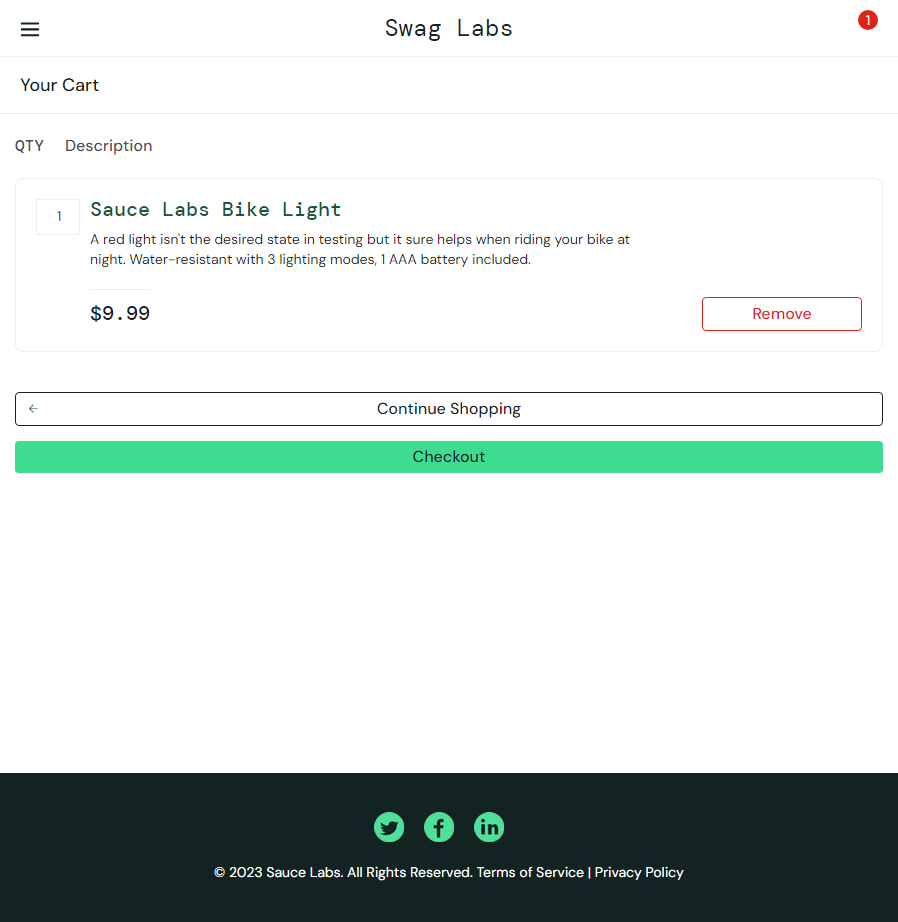 Swag Labs
1
Your Cart
QTY Description
1
Sauce Labs Bike Light
A red light isn't the desired state in testing but it sure helps when riding your bike at
night. Water-resistant with 3 lighting modes, 1 AAA battery included.
$9.99
Remove
Continue Shopping
Checkout
© 2023 Sauce Labs. All Rights Reserved. Terms of Service | Privacy Policy